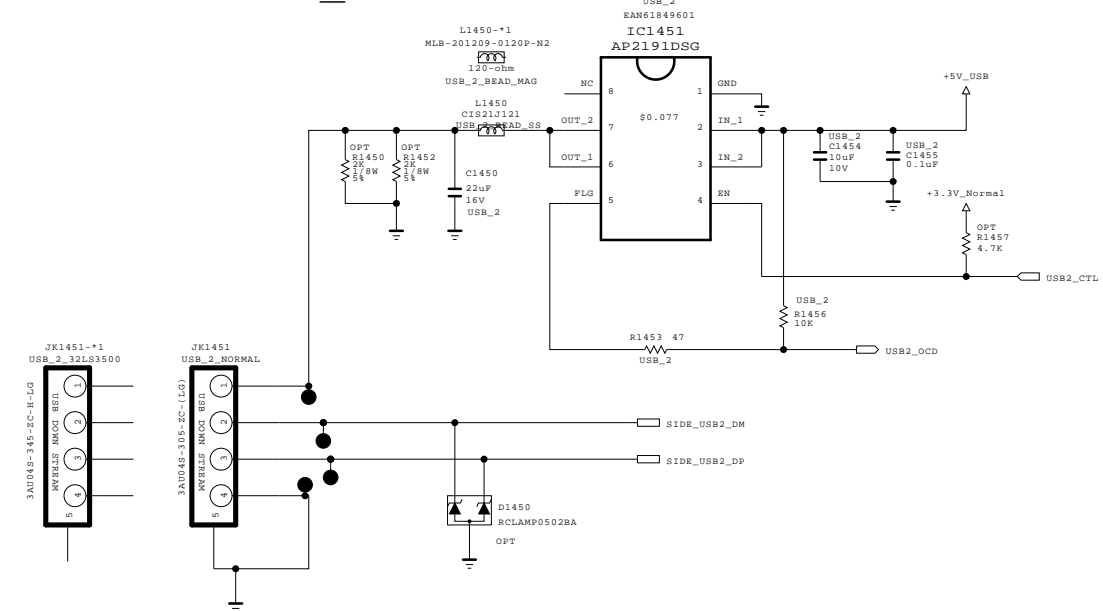 USB_2
EAN61849601
IC1451
AP2191DSG
L1450-*1
MLB-201209-0120P-N2
120-ohm
USB_2_BEAD_MAG
L1450
CIS21J121
USB_2_BEAD_SS
NC
8
1
GND
OUT_2
7
$0.077
2
IN_1
OUT_1
6
3
IN_2
FLG
5
4
EN
+5V_USB
OPT
R1450
2K
1/8W
5%
OPT
R1452
2K
1/8W
5%
C1450
22uF
16V
USB_2
USB_2
C1454
10uF
10V
USB_2
C1455
0.1uF
+3.3V_Normal
OPT
R1457
4.7K
USB2_CTL
USB_2
R1456
10K
R1453 47
USB_2
USB2_OCD
JK1451-*1
USB_2_32LS3500
3AU04S-345-ZC-H-LG
USB DOWN STREAM
1
2
3
4
5
JK1451
USB_2_NORMAL
3AU04S-305-ZC-(LG)
USB DOWN STREAM
1
2
3
4
5
SIDE_USB2_DM
SIDE_USB2_DP
D1450
RCLAMP0502BA
OPT